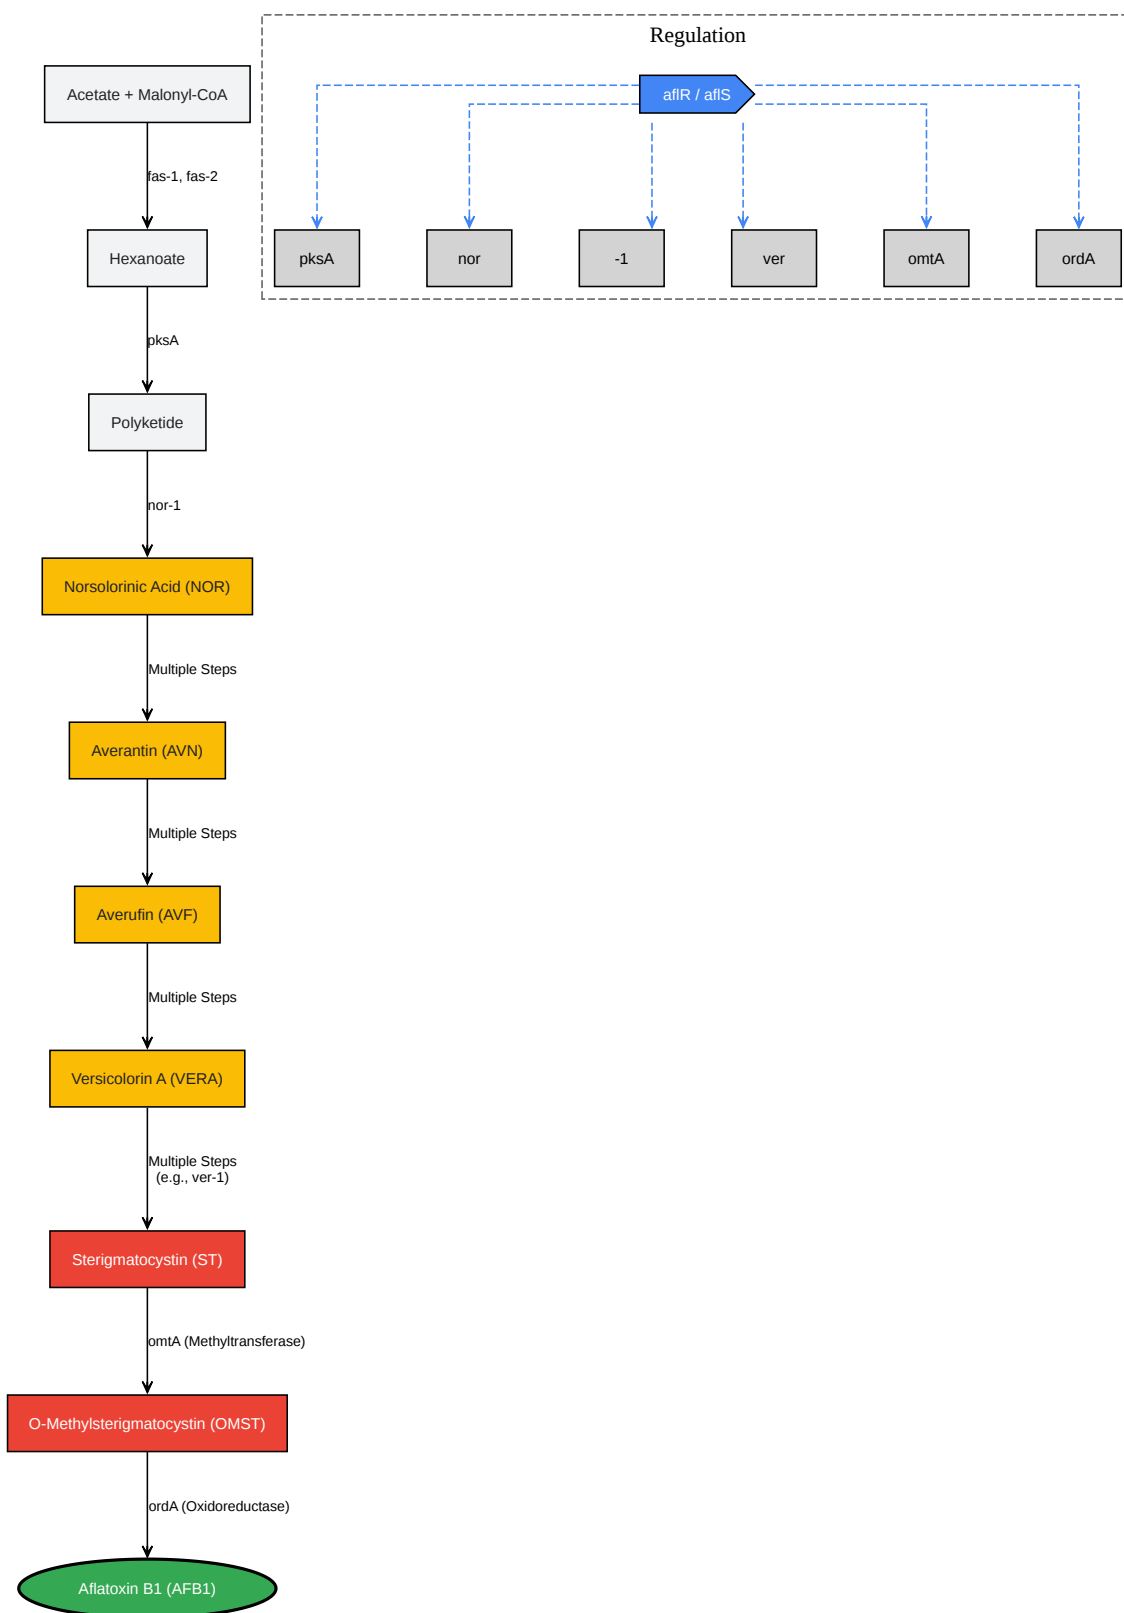 Regulation
Acetate + Malonyl-CoA
aflR / aflS
fas-1, fas-2
Hexanoate
pksA
nor
-1
ver
omtA
ordA
pksA
Polyketide
nor-1
Norsolorinic Acid (NOR)
Multiple Steps
Averantin (AVN)
Multiple Steps
Averufin (AVF)
Multiple Steps
Versicolorin A (VERA)
Multiple Steps
(e.g., ver-1)
Sterigmatocystin (ST)
omtA (Methyltransferase)
O-Methylsterigmatocystin (OMST)
ordA (Oxidoreductase)
Aflatoxin B1 (AFB1)